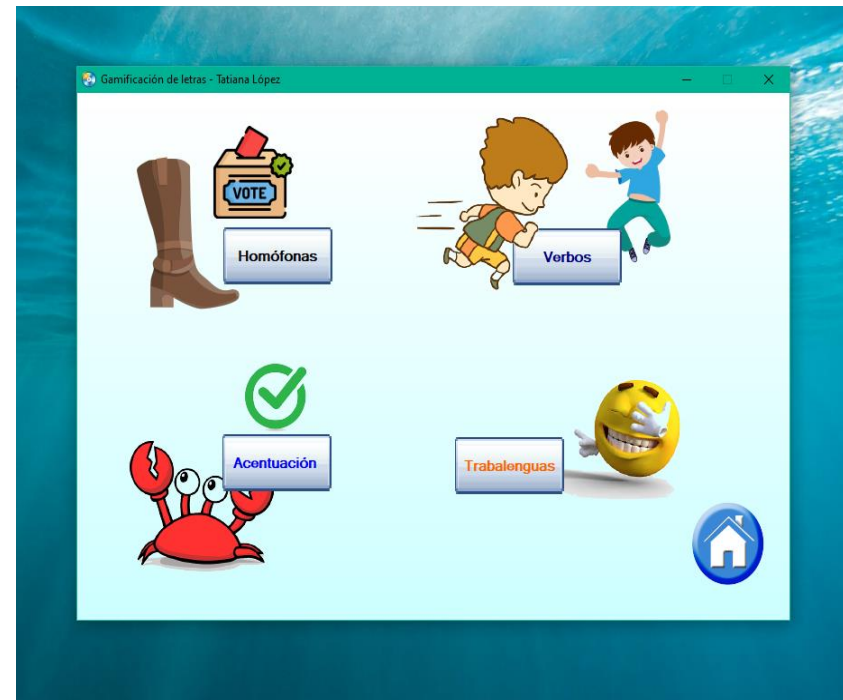 Gamificación de letras - Tatiana López
VOTE
Homófonas
Verbos
Acentuación
Trabalenguas